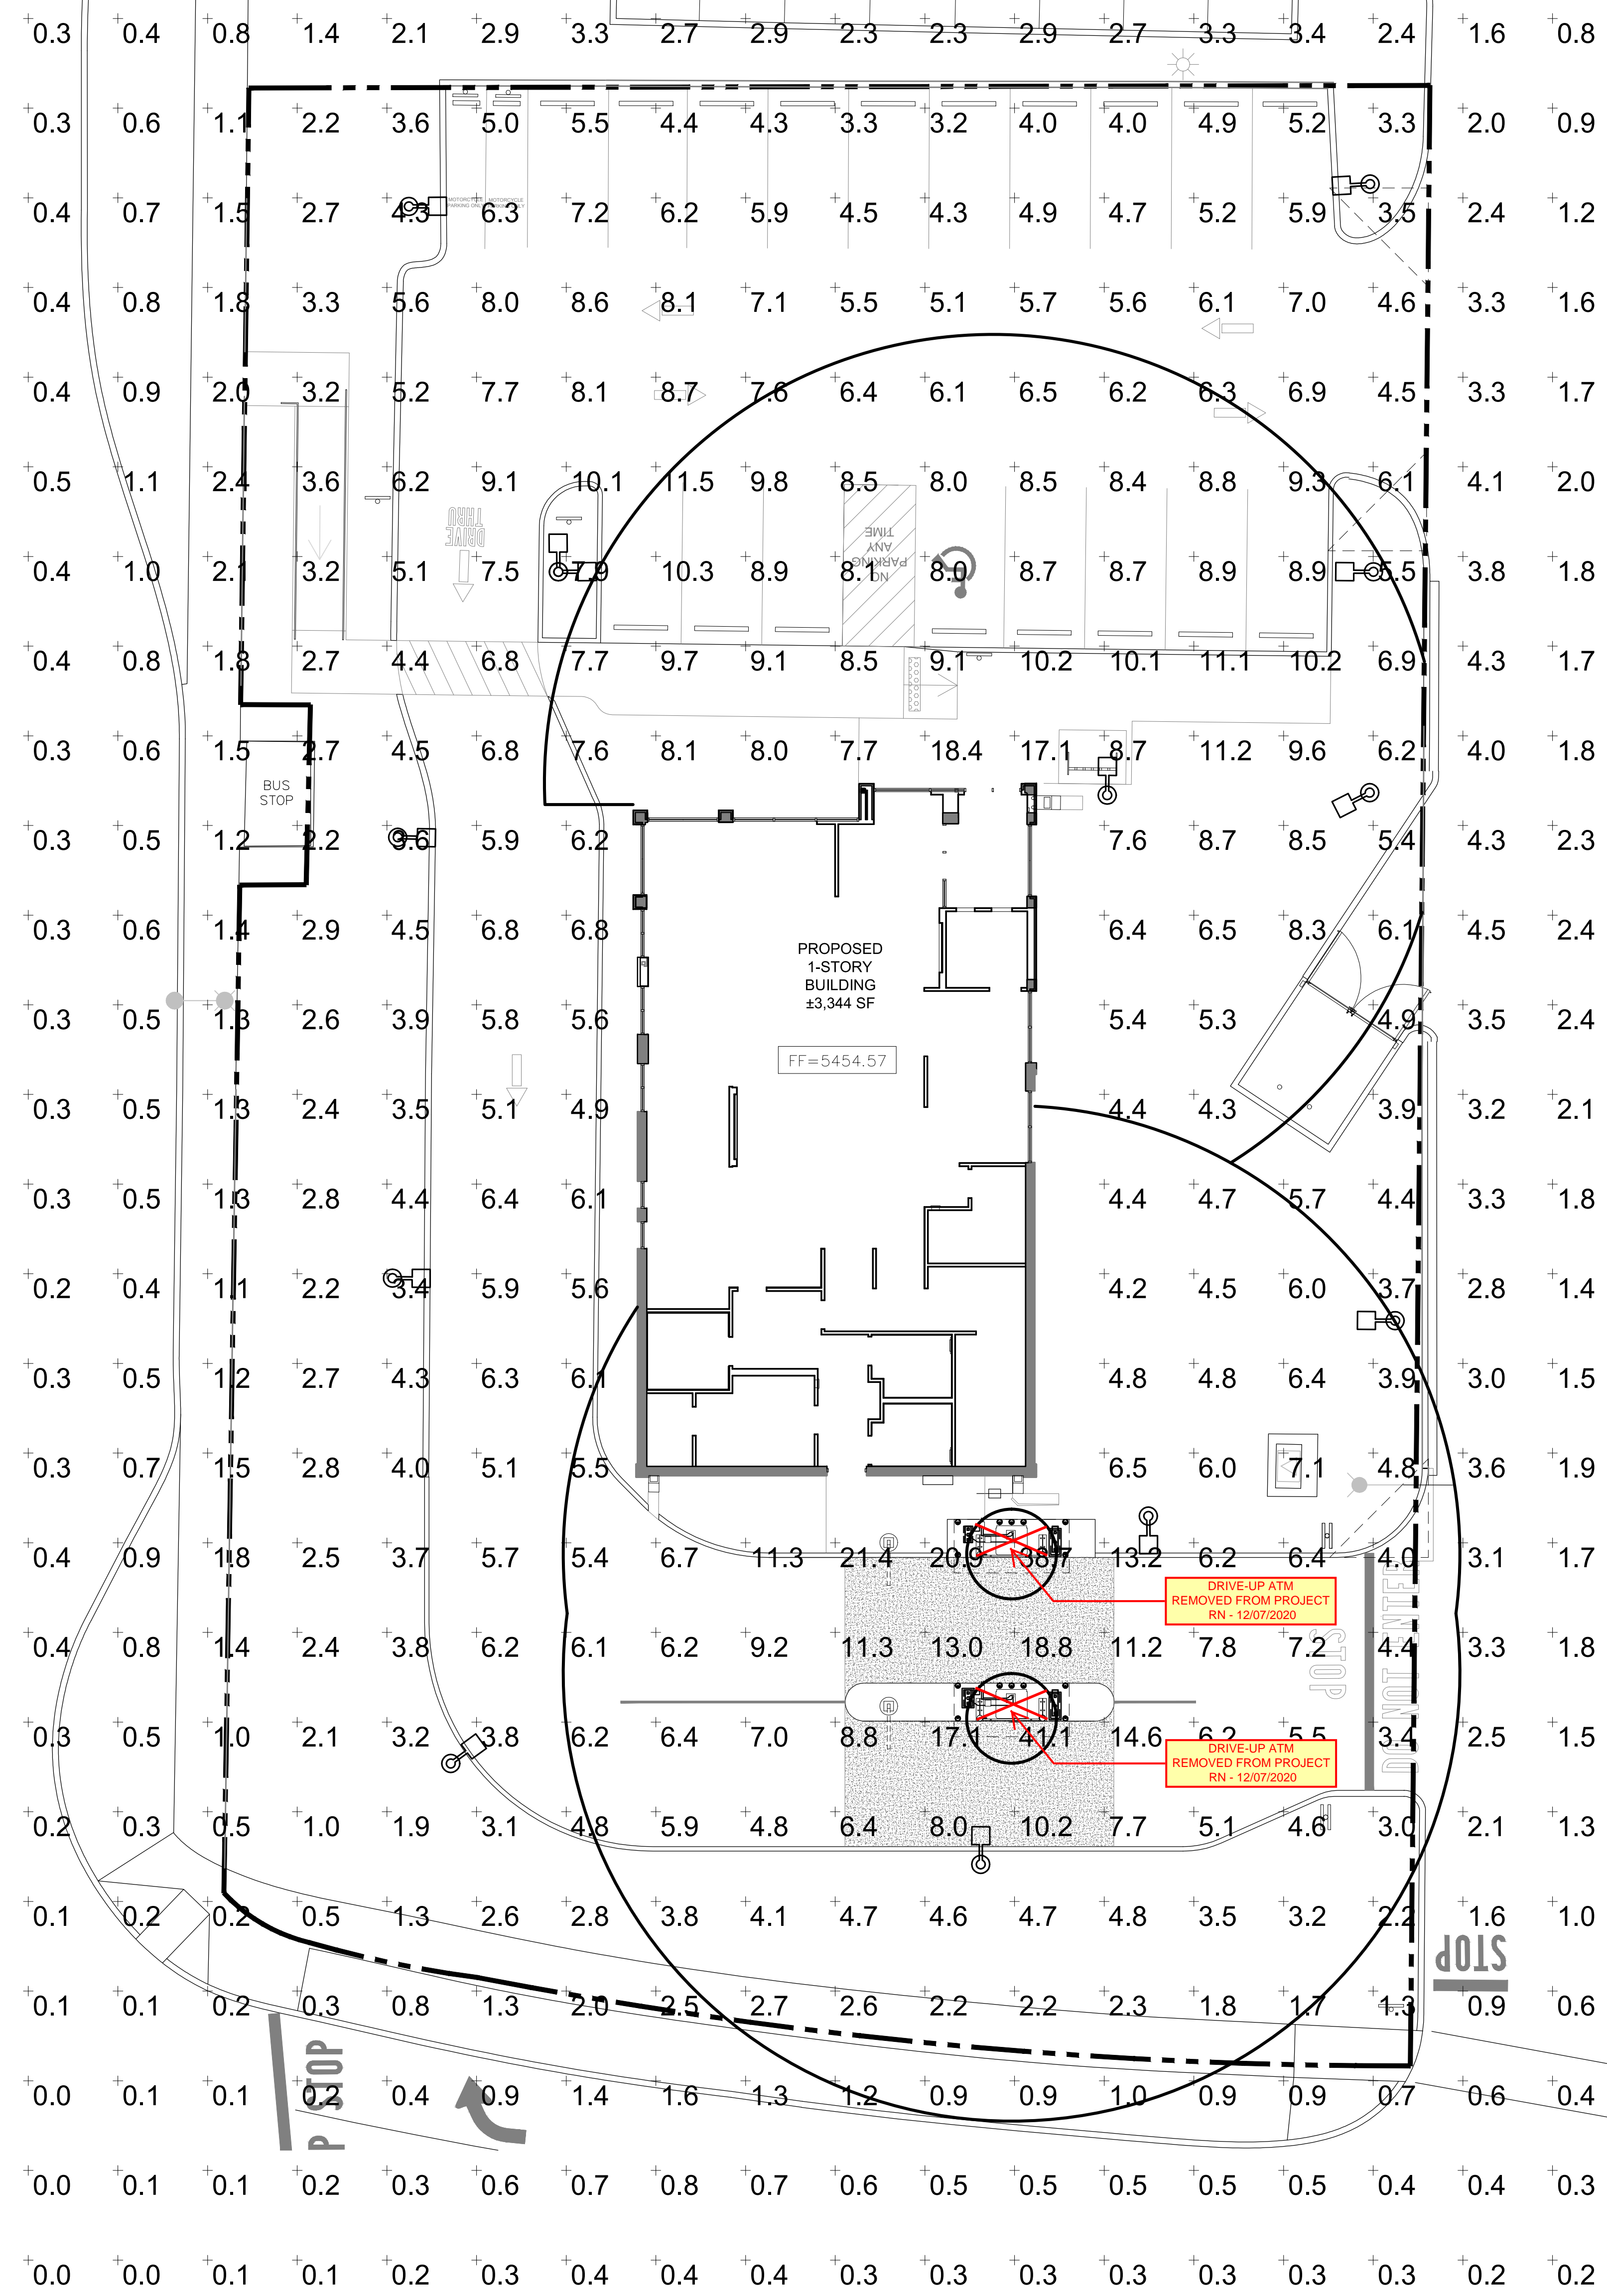 0.3 0.4 0.8 1.4 2.1 2.9 3.3 2.7 2.9 2.3 2.3 2.9 2.7 3.3 3.4 2.4 1.6 0.8
0.3 0.6 1.1 2.2 3.6 5.0 5.5 4.4 4.3 3.3 3.2 4.0 4.0 4.9 5.2 3.3 2.0 0.9
MOTORCYCLE MOTORCYCLE
PARKING ONLY PARKING ONLY
0.4 0.7 1.5 2.7 4.3 6.3 7.2 6.2 5.9 4.5 4.3 4.9 4.7 5.2 5.9 3.5 2.4 1.2
0.4 0.8 1.8 3.3 5.6 8.0 8.6 8.1 7.1 5.5 5.1 5.7 5.6 6.1 7.0 4.6 3.3 1.6
0.4 0.9 2.0 3.2 5.2 7.7 8.1 8.7 7.6 6.4 6.1 6.5 6.2 6.3 6.9 4.5 3.3 1.7
0.5 1.1 2.4 3.6 6.2 9.1 10.1 11.5 9.8 8.5 8.0 8.5 8.4 8.8 9.3 6.1 4.1 2.0
DRIVE
THRU
NO
PARKING
ANY
TIME
0.4 1.0 2.1 3.2 5.1 7.5 7.9 10.3 8.9 8.1 8.0 8.7 8.7 8.9 8.9 5.5 3.8 1.8
0.4 0.8 1.8 2.7 4.4 6.8 7.7 9.7 9.1 8.5 9.1 10.2 10.1 11.1 10.2 6.9 4.3 1.7
0.3 0.6 1.5 2.7 4.5 6.8 7.6 8.1 8.0 7.7 18.4 17.1 8.7 11.2 9.6 6.2 4.0 1.8
BUS
STOP
0.3 0.5 1.2 2.2 3.6 5.9 6.2 7.6 8.7 8.5 5.4 4.3 2.3
0.3 0.6 1.4 2.9 4.5 6.8 6.8 6.4 6.5 8.3 6.1 4.5 2.4
PROPOSED
1-STORY
BUILDING
±3,344 SF
0.3 0.5 1.3 2.6 3.9 5.8 5.6 5.4 5.3 4.9 3.5 2.4
FF=5454.57
0.3 0.5 1.3 2.4 3.5 5.1 4.9 4.4 4.3 3.9 3.2 2.1
0.3 0.5 1.3 2.8 4.4 6.4 6.1 4.4 4.7 5.7 4.4 3.3 1.8
0.2 0.4 1.1 2.2 3.4 5.9 5.6 4.2 4.5 6.0 3.7 2.8 1.4
0.3 0.5 1.2 2.7 4.3 6.3 6.1 4.8 4.8 6.4 3.9 3.0 1.5
0.3 0.7 1.5 2.8 4.0 5.1 5.5 6.5 6.0 7.1 4.8 3.6 1.9
0.4 0.9 1.8 2.5 3.7 5.7 5.4 6.7 11.3 21.4 20.9 38.7 13.2 6.2 6.4 4.0 3.1 1.7
DRIVE-UP ATM
REMOVED FROM PROJECT
RN - 12/07/2020
DO NOT ENTER
STOP
0.4 0.8 1.4 2.4 3.8 6.2 6.1 6.2 9.2 11.3 13.0 18.8 11.2 7.8 7.2 4.4 3.3 1.8
0.3 0.5 1.0 2.1 3.2 3.8 6.2 6.4 7.0 8.8 17.1 41.1 14.6 6.2 5.5 3.4 2.5 1.5
DRIVE-UP ATM
REMOVED FROM PROJECT
RN - 12/07/2020
0.2 0.3 0.5 1.0 1.9 3.1 4.8 5.9 4.8 6.4 8.0 10.2 7.7 5.1 4.6 3.0 2.1 1.3
0.1 0.2 0.2 0.5 1.3 2.6 2.8 3.8 4.1 4.7 4.6 4.7 4.8 3.5 3.2 2.2 1.6 1.0
STOP
0.1 0.1 0.2 0.3 0.8 1.3 2.0 2.5 2.7 2.6 2.2 2.2 2.3 1.8 1.7 1.3 0.9 0.6
P STOP
0.0 0.1 0.1 0.2 0.4 0.9 1.4 1.6 1.3 1.2 0.9 0.9 1.0 0.9 0.9 0.7 0.6 0.4
0.0 0.1 0.1 0.2 0.3 0.6 0.7 0.8 0.7 0.6 0.5 0.5 0.5 0.5 0.5 0.4 0.4 0.3
0.0 0.0 0.1 0.1 0.2 0.3 0.4 0.4 0.4 0.3 0.3 0.3 0.3 0.3 0.3 0.3 0.2 0.2